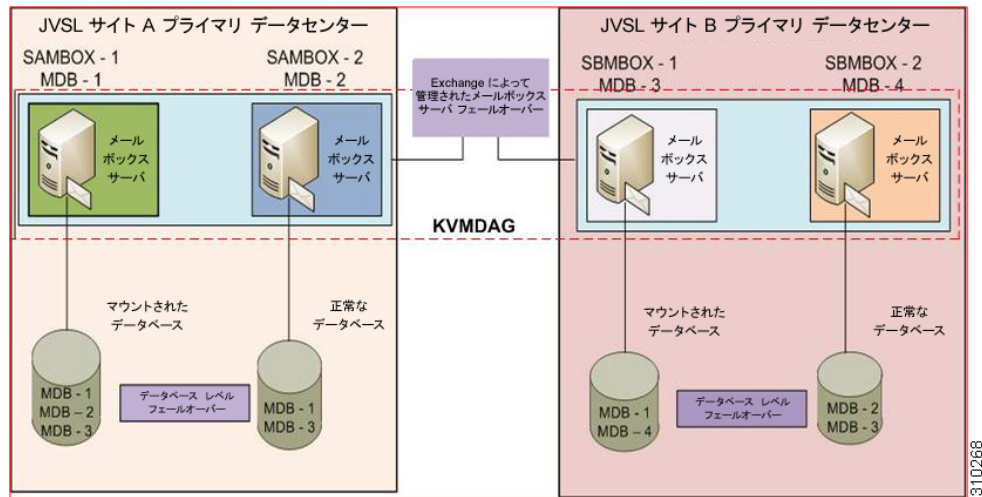 JVSL サイト A プライマリ データセンター
SAMBOX - 1
MDB - 1
SAMBOX - 2
MDB - 2
メール
ボックス
サーバ
メール
ボックス
サーバ
マウントされた
データベース
正常な
データベース
MDB - 1
MDB – 2
MDB - 3
データベース レベル
フェールオーバー
MDB - 1
MDB - 3
Exchange によって
管理されたメールボックス
サーバ フェールオーバー
KVMDAG
JVSL サイト B プライマリ データセンター
SBMBOX - 1
MDB - 3
SBMBOX - 2
MDB - 4
メール
ボックス
サーバ
メール
ボックス
サーバ
マウントされた
データベース
正常な
データベース
MDB - 1
MDB – 4
データベース レベル
フェールオーバー
MDB - 2
MDB - 3
310268